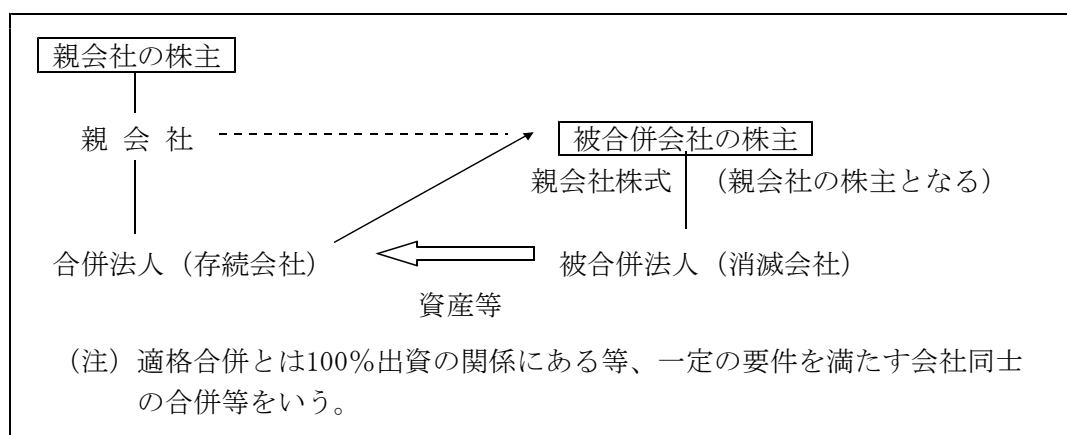 親会社の株主
親 会 社
被合併会社の株主
親会社株式 (親会社の株主となる)
合併法人(存続会社)
被合併法人(消滅会社)
資産等
(注)適格合併とは100%出資の関係にある等、一定の要件を満たす会社同士
の合併等をいう。